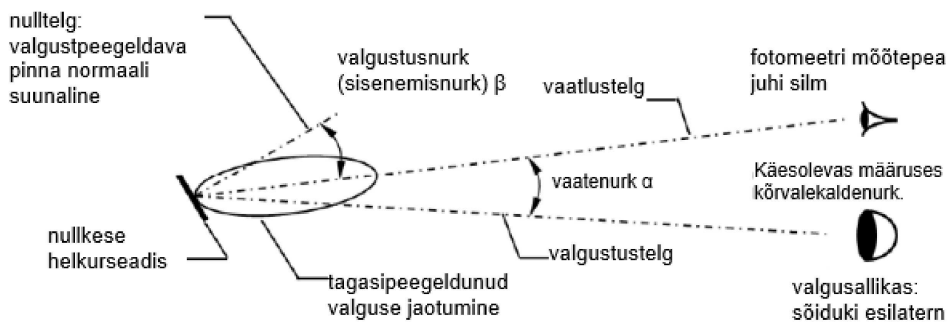 nulltelg:
valgustpeegeldava
pinna normaali
suunaline
valgustusnurk
(sisenemisnurk) β
vaatlustelg
fotomeetri mõõtepea
juhi silm
vaatenurk α
Käesolevas määruses
kõrvalekaldenurk.
nullkese
helkurseadis
valgustustelg
tagasipeegeldunud
valguse jaotumine
valgusallikas:
sõiduki esilatern